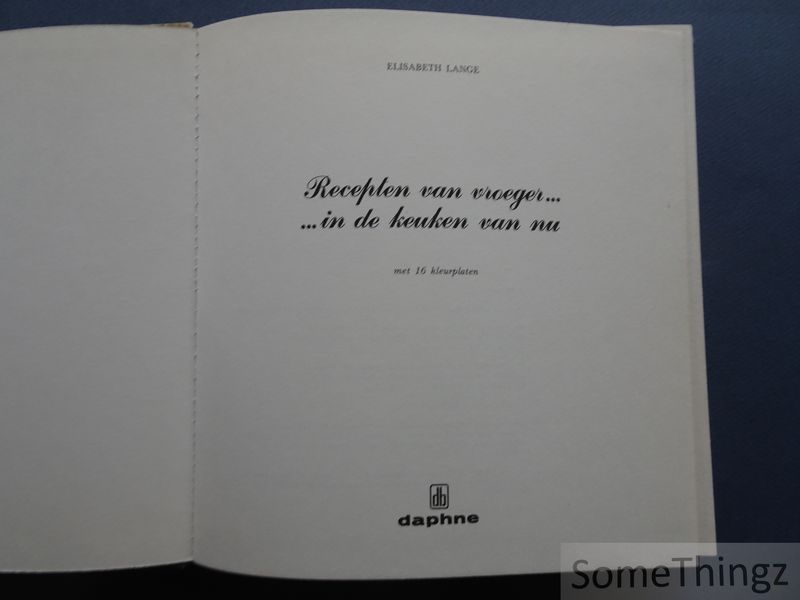 ELISABETH LANGE
Recepten van vroeger...
...in de keuken van nu
met 16 kleurplaten
db
daphne
SomeThingz